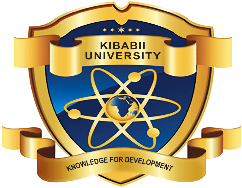 KIBABII
UNIVERSITY
KNOWLEDGE FOR DEVELOPMENT